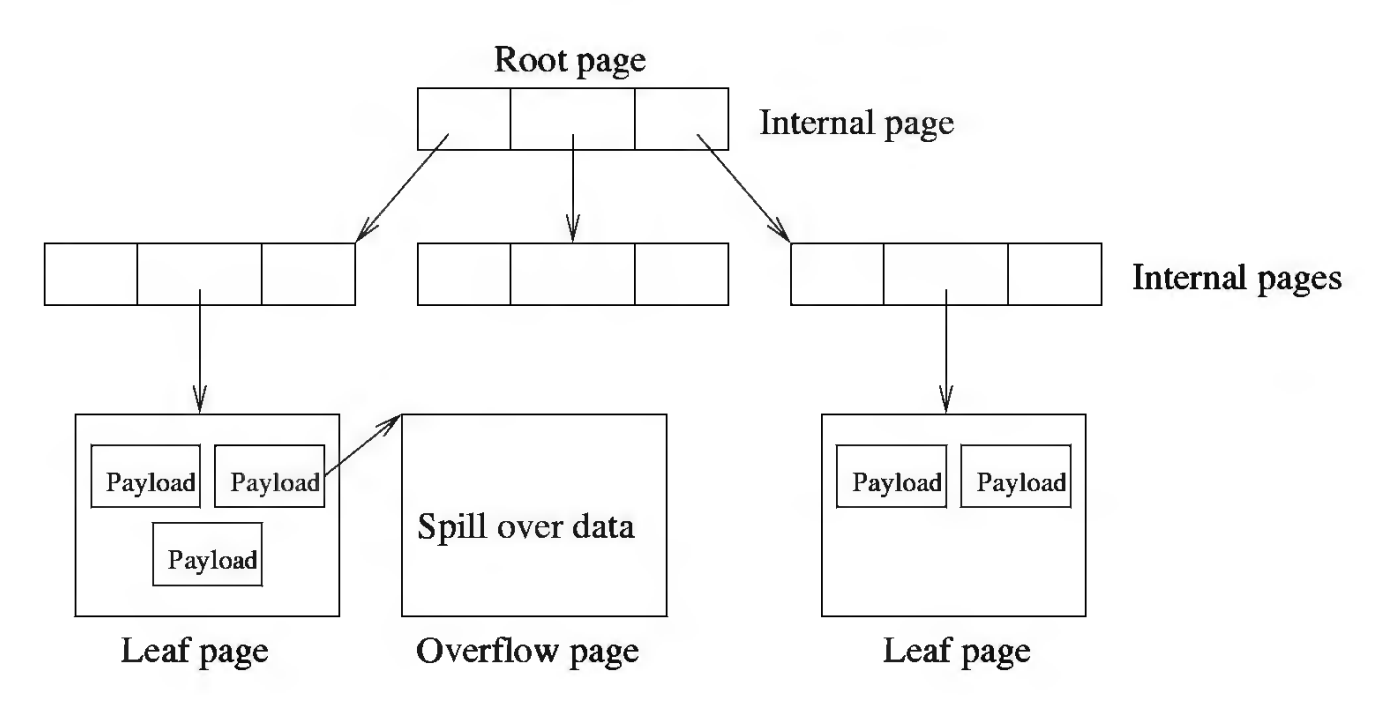 Root page
Internal page
Internal pages
Payload
Payload
Payload
Spill over data
Payload
Payload
Leaf page
Overflow page
Leaf page